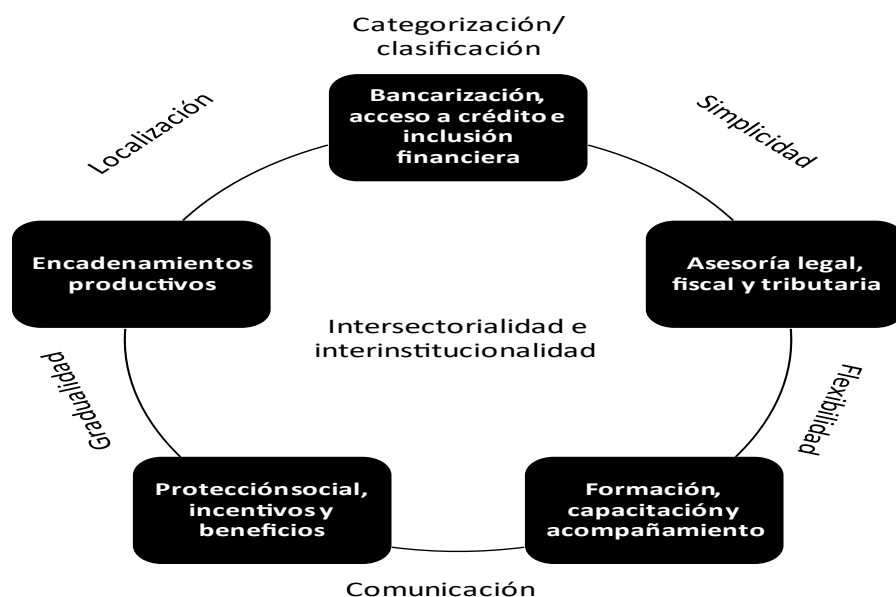 Categorización/
clasificación
Bancarización,
acceso a crédito e
inclusión
financiera
Localización
Simplicidad
Encadenamientos
productivos
Asesoría legal,
fiscal y tributaria
Intersectorialidad e
interinstitucionalidad
Gradualidad
Flexibilidad
Protección social,
incentivos y
beneficios
Formación,
capacitación y
acompañamiento
Comunicación